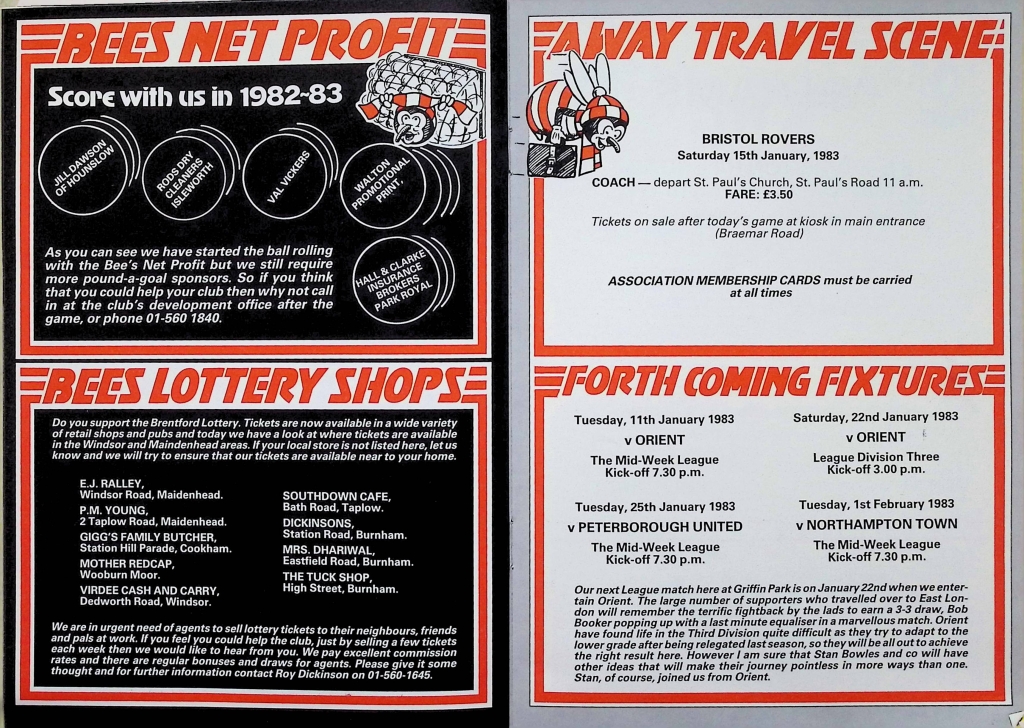 BEES NET PROFIT
Score with us in 1982~83
JILL DAWSON
OF HOUNSLOW
RODS DRY
CLEANERS
ISLEWORTH
VAL VICKERS
WALTON
PROMOTIONAL
PRINT,
HALL & CLARKE
INSURANCE
BROKERS
PARK ROYAL
As you can see we have started the ball rolling
with the Bee's Net Profit but we still require
more pound-a-goal sponsors. So if you think
that you could help your club then why not call
in at the club's development office after the
game, or phone 01-560 1840.
BEES LOTTERY SHOPS
Do you support the Brentford Lottery. Tickets are now available in a wide variety
of retail shops and pubs and today we have a look at where tickets are available
in the Windsor and Maindenhead areas. If your local store is not listed here, let us
know and we will try to ensure that our tickets are available near to your home.
E.J. RALLEY,
Windsor Road, Maidenhead.
P.M. YOUNG,
2 Taplow Road, Maidenhead.
GIGG'S FAMILY BUTCHER,
Station Hill Parade, Cookham.
MOTHER REDCAP,
Wooburn Moor.
VIRDEE CASH AND CARRY,
Dedworth Road, Windsor.
SOUTHDOWN CAFE,
Bath Road, Taplow.
DICKINSONS,
Station Road, Burnham.
MRS. DHARIWAL,
Eastfield Road, Burnham.
THE TUCK SHOP,
High Street, Burnham.
We are in urgent need of agents to sell lottery tickets to their neighbours, friends
and pals at work. If you feel you could help the club, just by selling a few tickets
each week then we would like to hear from you. We pay excellent commission
rates and there are regular bonuses and draws for agents. Please give it some
thought and for further information contact Roy Dickinson on 01-560-1645.
AWAY TRAVEL SCENE
BRISTOL ROVERS
Saturday 15th January, 1983
COACH — depart St. Paul's Church, St. Paul's Road 11 a.m.
FARE: £3.50
Tickets on sale after today's game at kiosk in main entrance
(Braemar Road)
ASSOCIATION MEMBERSHIP CARDS must be carried
at all times
FORTH COMING FIXTURES
Tuesday, 11th January 1983
v ORIENT
The Mid-Week League
Kick-off 7.30 p.m.
Saturday, 22nd January 1983
v ORIENT
League Division Three
Kick-off 3.00 p.m.
Tuesday, 25th January 1983
v PETERBOROUGH UNITED
The Mid-Week League
Kick-off 7.30 p.m.
Tuesday, 1st February 1983
v NORTHAMPTON TOWN
The Mid-Week League
Kick-off 7.30 p.m.
Our next League match here at Griffin Park is on January 22nd when we enter-
tain Orient. The large number of supporters who travelled over to East Lon-
don will remember the terrific fightback by the lads to earn a 3-3 draw, Bob
Booker popping up with a last minute equaliser in a marvellous match. Orient
have found life in the Third Division quite difficult as they try to adapt to the
lower grade after being relegated last season, so they will be all out to achieve
the right result here. However I am sure that Stan Bowles and co will have
other ideas that will make their journey pointless in more ways than one.
Stan, of course, joined us from Orient.